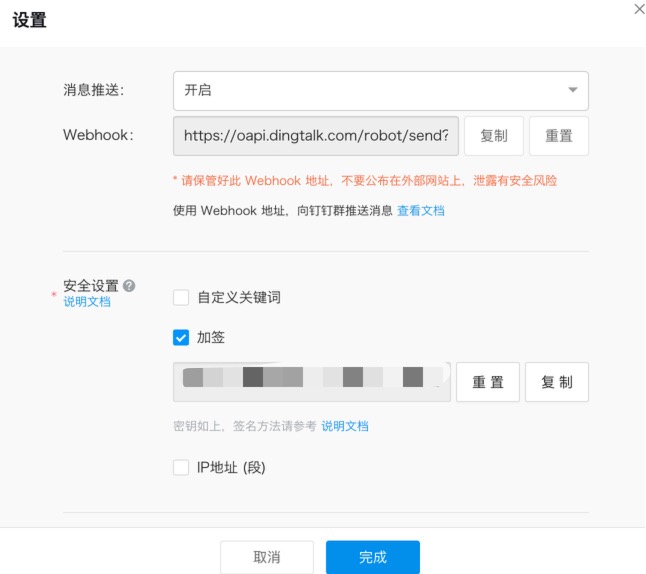 设置
消息推送: 开启
Webhook: https://oapi.dingtalk.com/robot/send? 复制 重置
* 请保管好此 Webhook 地址，不要公布在外部网站上，泄露有安全风险
使用 Webhook 地址，向钉钉群推送消息 查看文档
* 安全设置
说明文档
自定义关键词
加签
重置 复制
密钥如上，签名方法请参考 说明文档
IP地址 (段)
取消 完成